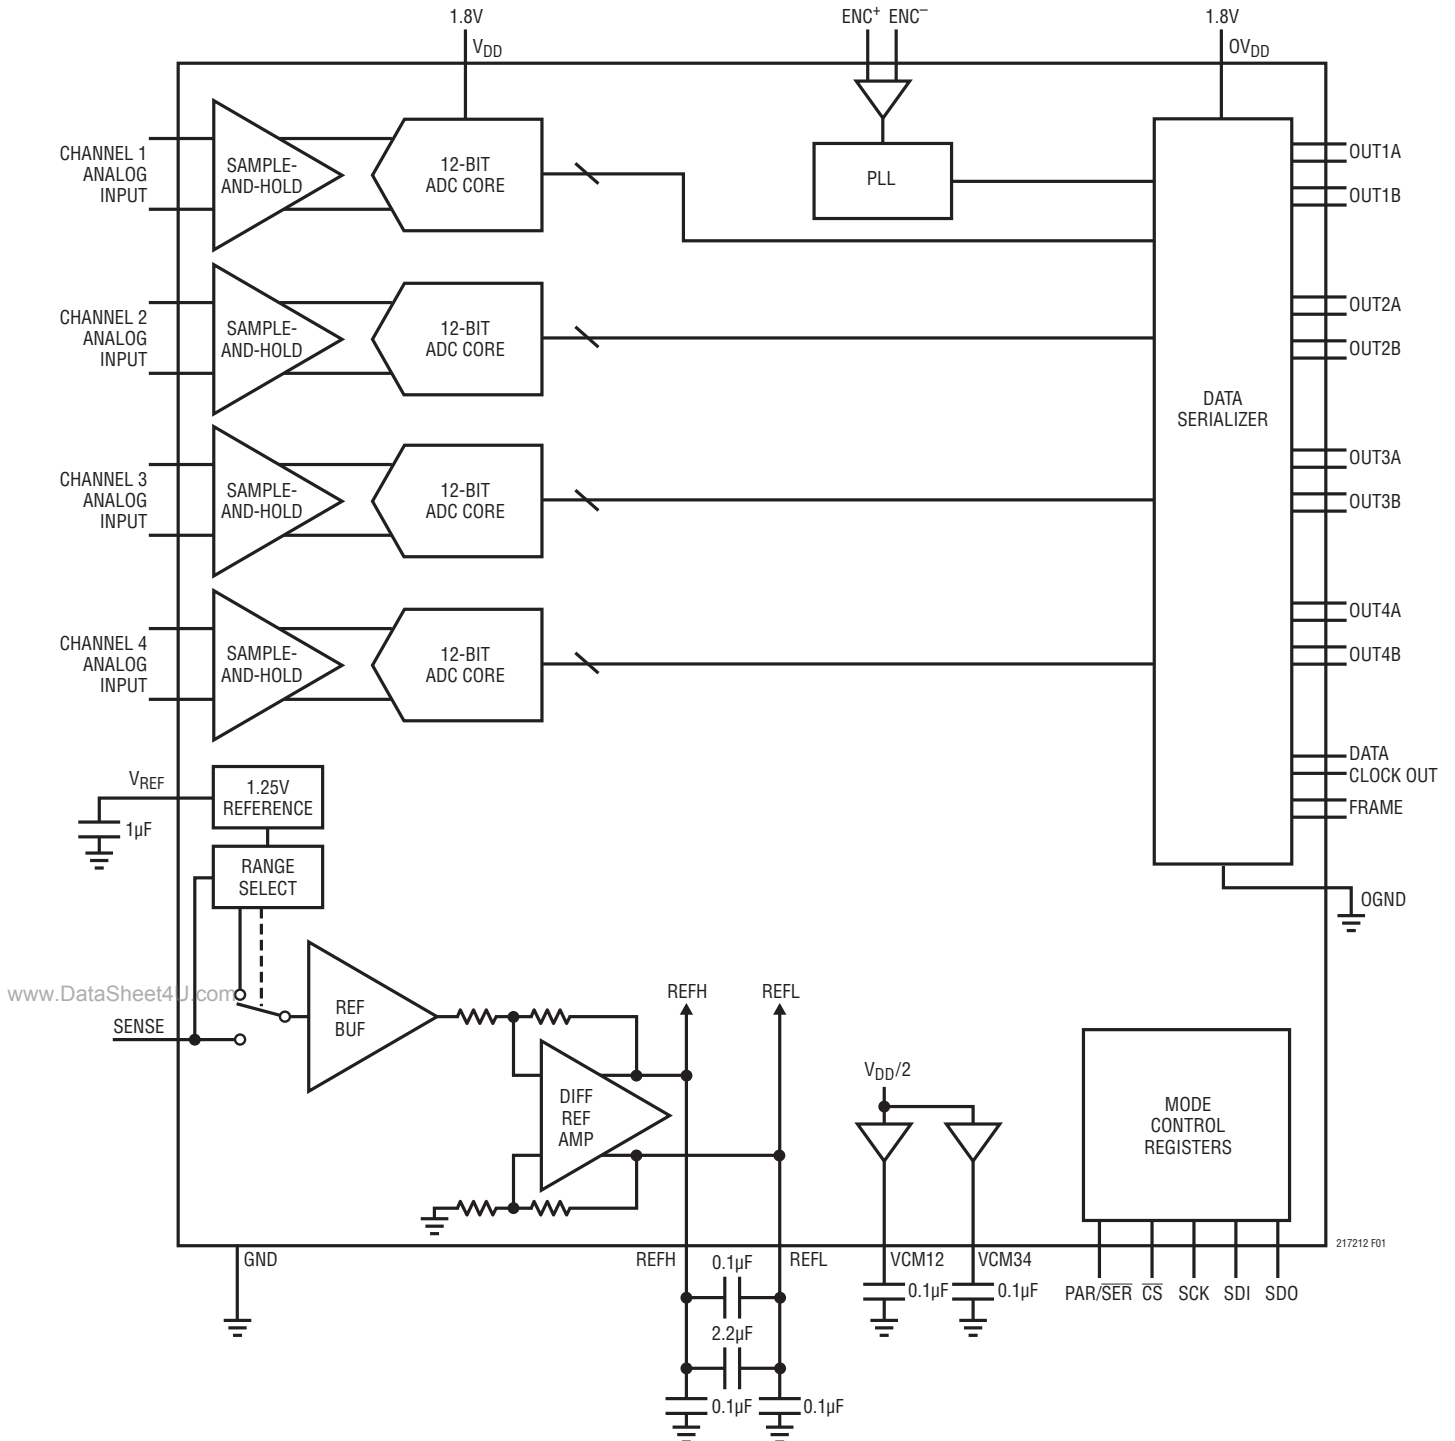 1.8V
ENC+ ENC–
1.8V
VDD
OVDD
CHANNEL 1
ANALOG
INPUT
SAMPLE-
AND-HOLD
12-BIT
ADC CORE
PLL
OUT1A
OUT1B
CHANNEL 2
ANALOG
INPUT
SAMPLE-
AND-HOLD
12-BIT
ADC CORE
OUT2A
OUT2B
DATA
SERIALIZER
CHANNEL 3
ANALOG
INPUT
SAMPLE-
AND-HOLD
12-BIT
ADC CORE
OUT3A
OUT3B
CHANNEL 4
ANALOG
INPUT
SAMPLE-
AND-HOLD
12-BIT
ADC CORE
OUT4A
OUT4B
DATA
CLOCK OUT
FRAME
OGND
VREF
1µF
1.25V
REFERENCE
RANGE
SELECT
www.DataSheet4U.com
SENSE
REF
BUF
REFH
REFL
DIFF
REF
AMP
VDD/2
MODE
CONTROL
REGISTERS
217212 F01
GND
REFH
REFL
VCM12
VCM34
0.1µF
0.1µF
0.1µF
PAR/S̅E̅R̅ C̅S̅ SCK SDI SDO
2.2µF
0.1µF
0.1µF